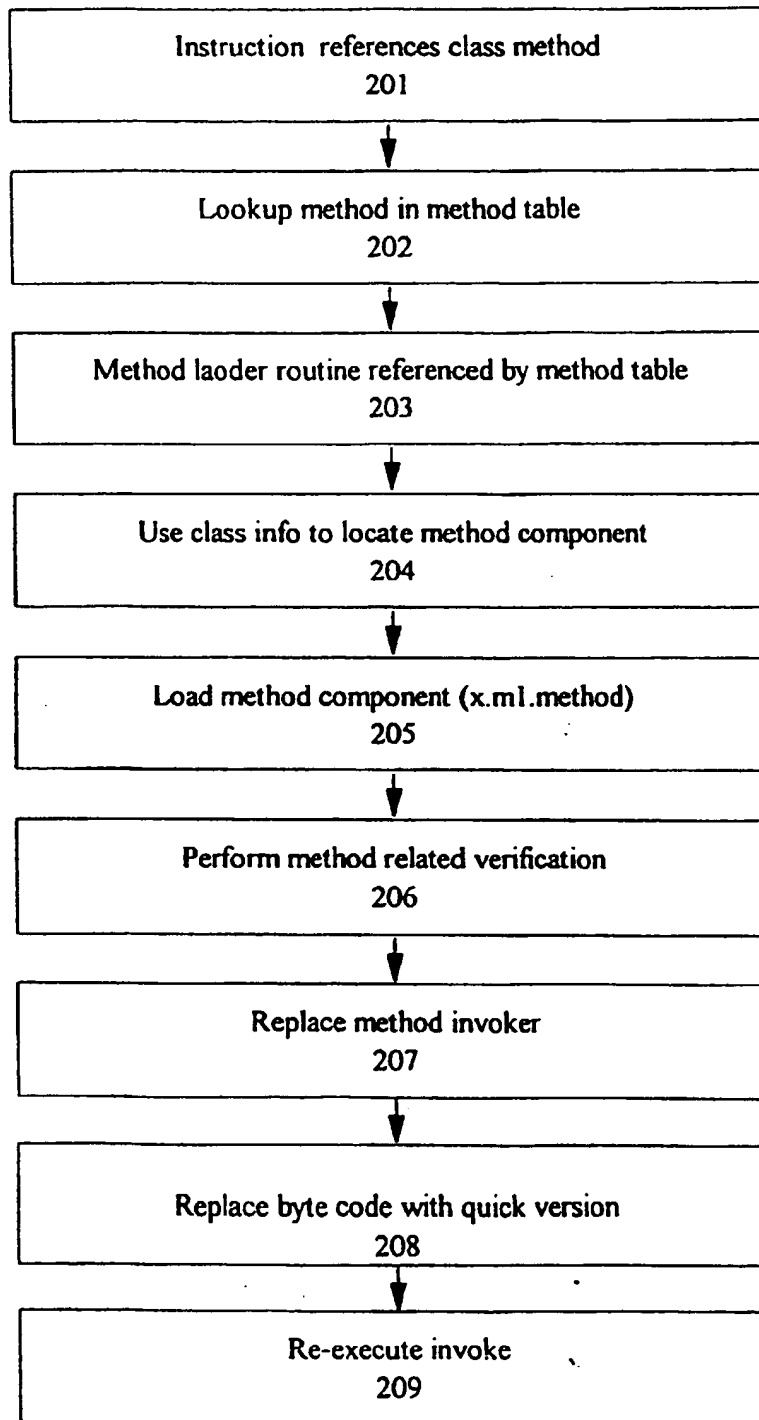 Instruction references class method
201
Lookup method in method table
202
Method laoder routine referenced by method table
203
Use class info to locate method component
204
Load method component (x.m1.method)
205
Perform method related verification
206
Replace method invoker
207
Replace byte code with quick version
208
Re-execute invoke
209